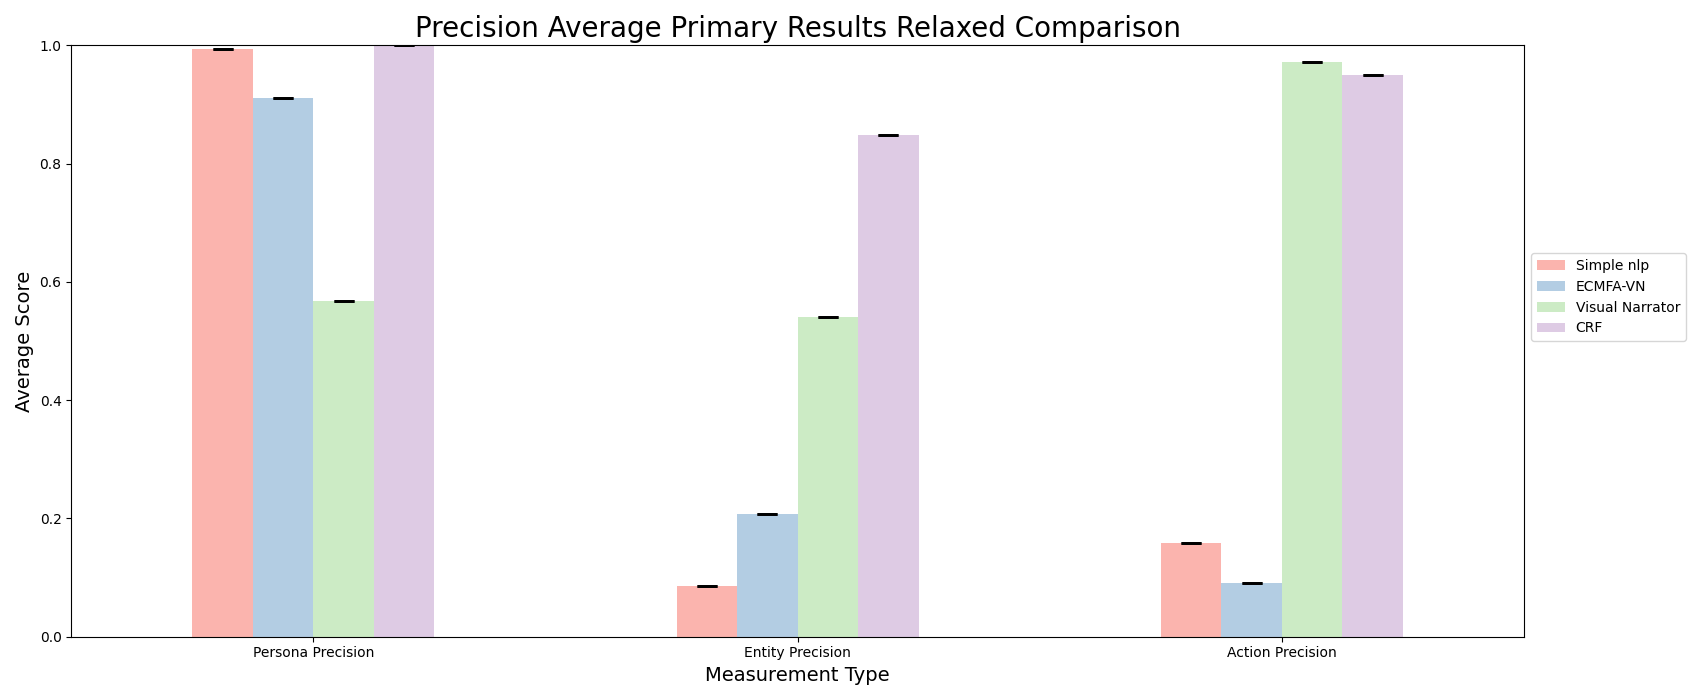 Precision Average Primary Results Relaxed Comparison
Average Score
1.0
0.8
0.6
0.4
0.2
0.0
Persona Precision
Entity Precision
Action Precision
Measurement Type
Simple nlp
ECMFA-VN
Visual Narrator
CRF